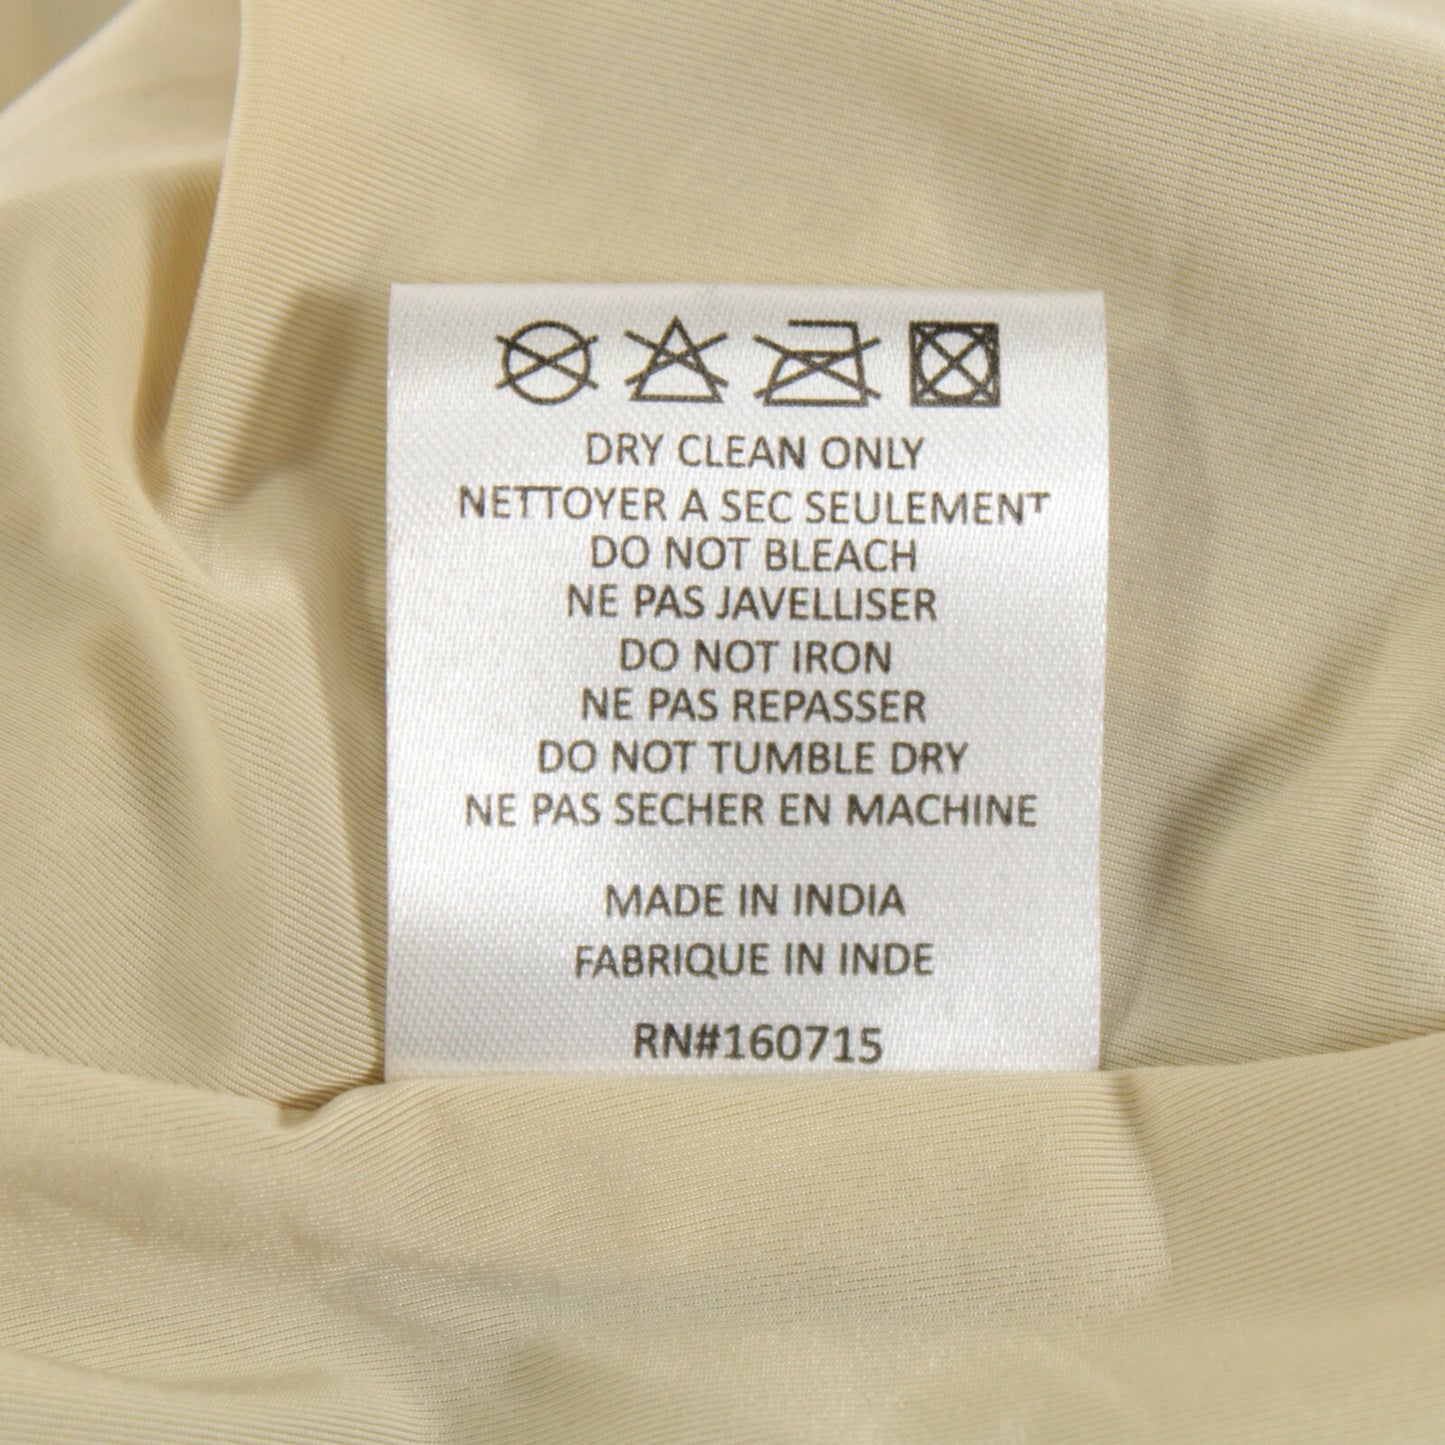 DRY CLEAN ONLY
NETTOYER A SEC SEULEMENT
DO NOT BLEACH
NE PAS JAVELLISER
DO NOT IRON
NE PAS REPASSER
DO NOT TUMBLE DRY
NE PAS SECHER EN MACHINE
MADE IN INDIA
FABRIQUE IN INDE
RN#160715